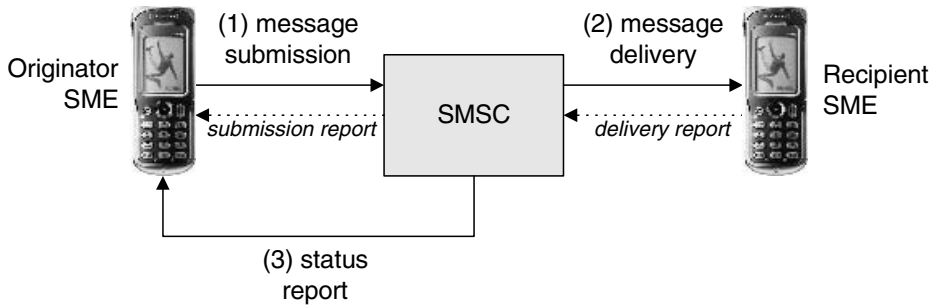 (1) message
submission
(2) message
delivery
Originator
SME
SMSC
Recipient
SME
submission report
delivery report
(3) status
report